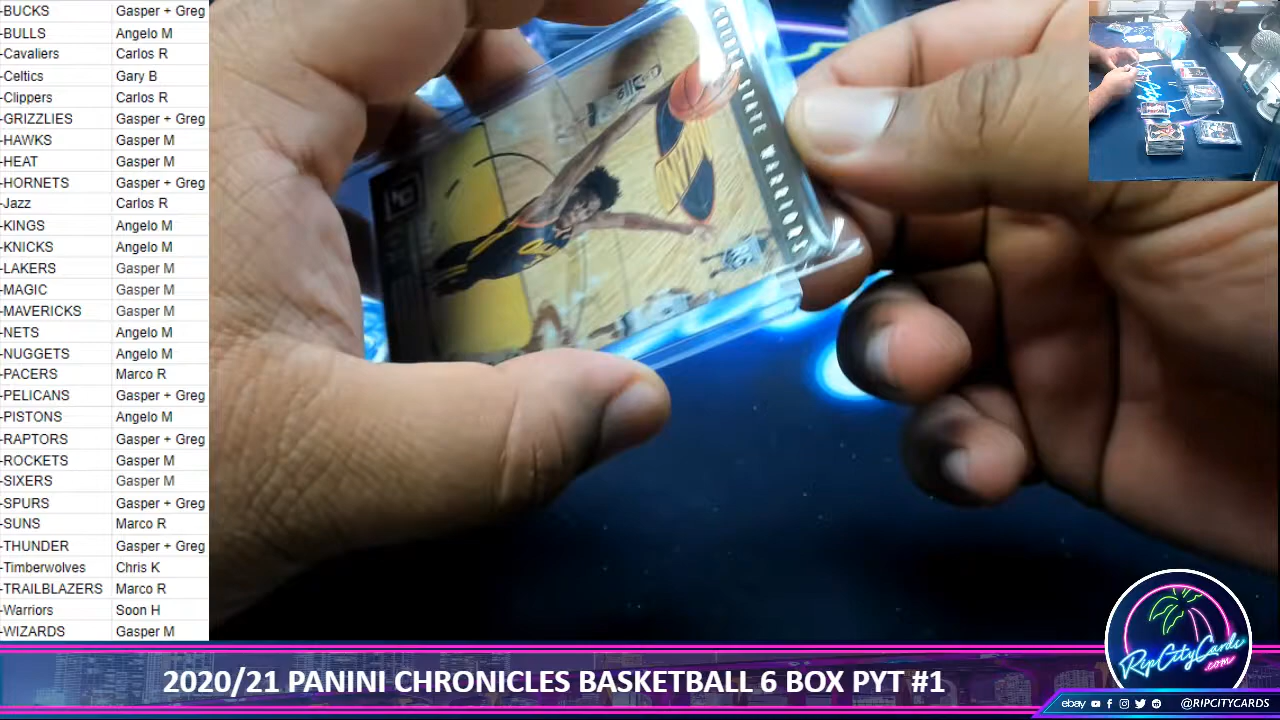 -BUCKS Gasper + Greg
-BULLS Angelo M
-Cavaliers Carlos R
-Celtics Gary B
-Clippers Carlos R
-GRIZZLIES Gasper + Greg
-HAWKS Gasper M
-HEAT Gasper M
-HORNETS Gasper + Greg
-Jazz Carlos R
-KINGS Angelo M
-KNICKS Angelo M
-LAKERS Gasper M
-MAGIC Gasper M
-MAVERICKS Gasper M
-NETS Angelo M
-NUGGETS Angelo M
-PACERS Marco R
-PELICANS Gasper + Greg
-PISTONS Angelo M
-RAPTORS Gasper + Greg
-ROCKETS Gasper M
-SIXERS Gasper M
-SPURS Gasper + Greg
-SUNS Marco R
-THUNDER Gasper + Greg
-Timberwolves Chris K
-TRAILBLAZERS Marco R
-Warriors Soon H
-WIZARDS Gasper M
GOLDEN STATE WARRIORS
RipCityCards
.com
2020/21 PANINI CHRONICLES BASKETBALL 6 BOX PYT #1
ebay @RIPCITYCARDS